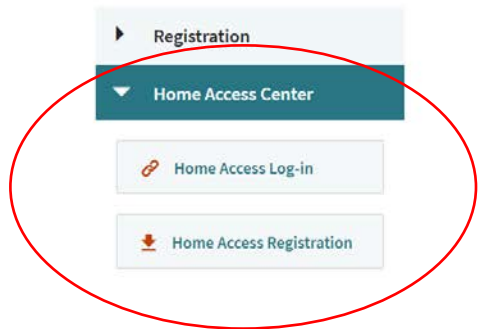 Registration
Home Access Center
Home Access Log-in
Home Access Registration